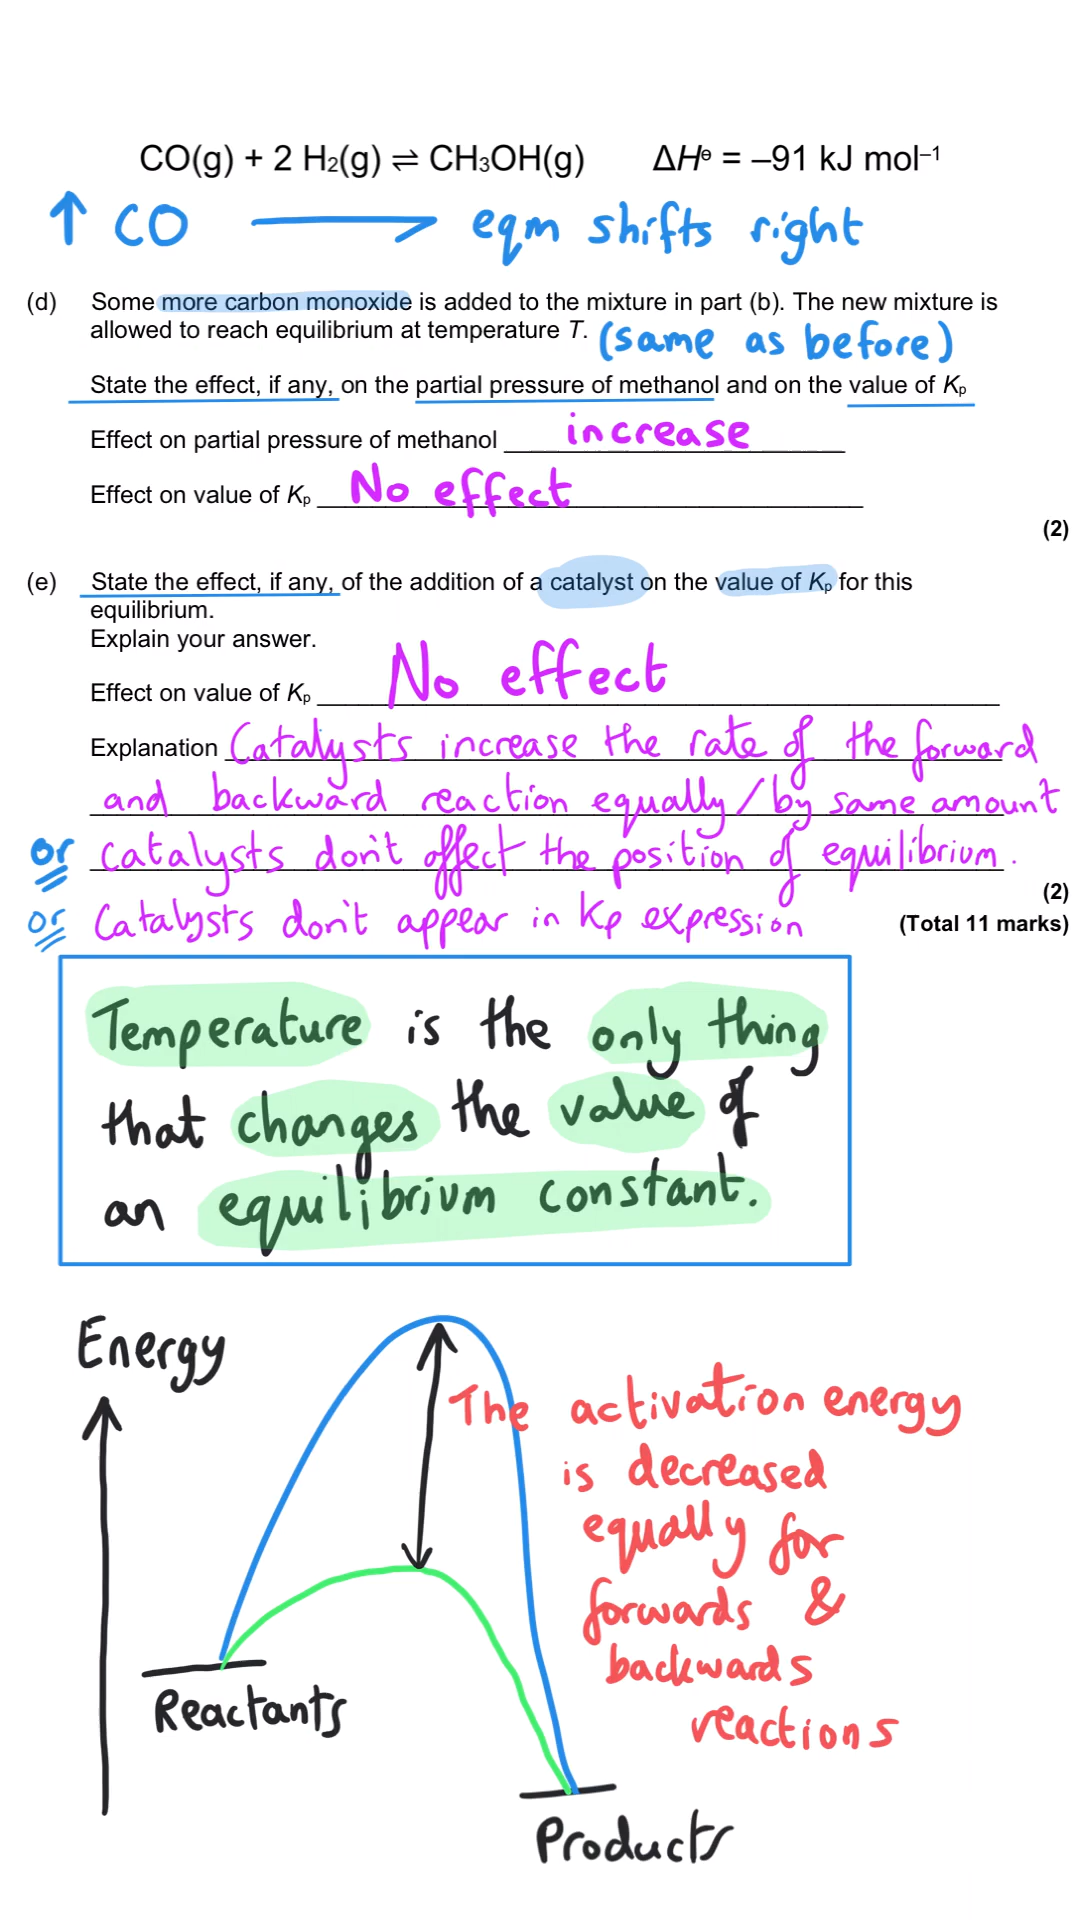 CO(g) + 2 H₂(g) ⇌ CH₃OH(g) ΔH⦵ = –91 kJ mol⁻¹
↑ CO ⟶ eqm shifts right
(d) Some more carbon monoxide is added to the mixture in part (b). The new mixture is
allowed to reach equilibrium at temperature T. (same as before)
State the effect, if any, on the partial pressure of methanol and on the value of Kₚ
Effect on partial pressure of methanol increase
Effect on value of Kₚ No effect
(2)
(e) State the effect, if any, of the addition of a catalyst on the value of Kₚ for this
equilibrium.
Explain your answer.
Effect on value of Kₚ No effect
Explanation Catalysts increase the rate of the forward
and backward reaction equally / by same amount
or catalysts don't affect the position of equilibrium.
(2)
or Catalysts don't appear in Kp expression
(Total 11 marks)
Temperature is the only thing
that changes the value of
an equilibrium constant.
Energy
The activation energy
is decreased
equally for
forwards &
backwards
reactions
Reactants
Products